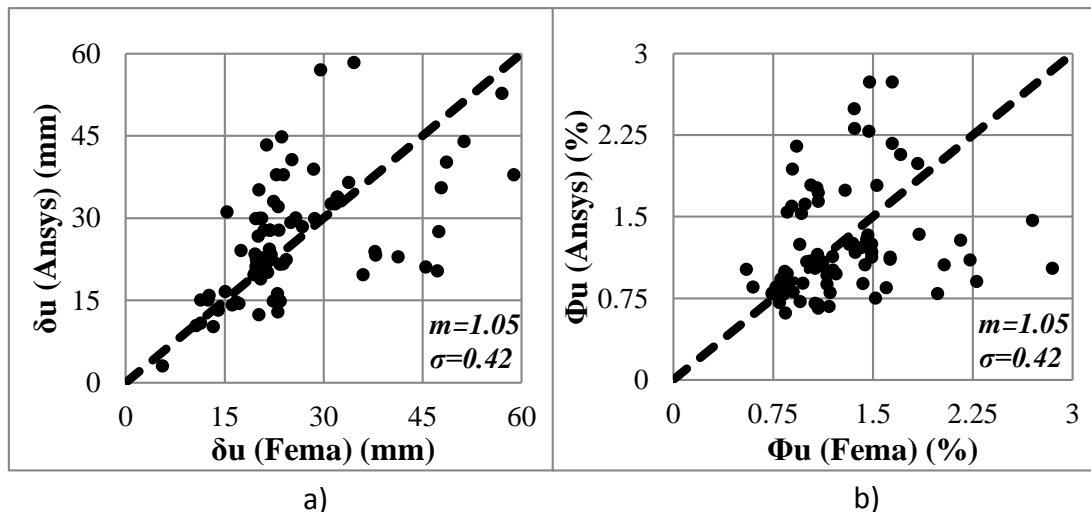 60
45
30
15
0
0 15 30 45 60
δu (Ansys) (mm)
δu (Fema) (mm)
m=1.05
σ=0.42
a)
3
2.25
1.5
0.75
0
0 0.75 1.5 2.25 3
Φu (Ansys) (%)
Φu (Fema) (%)
m=1.05
σ=0.42
b)